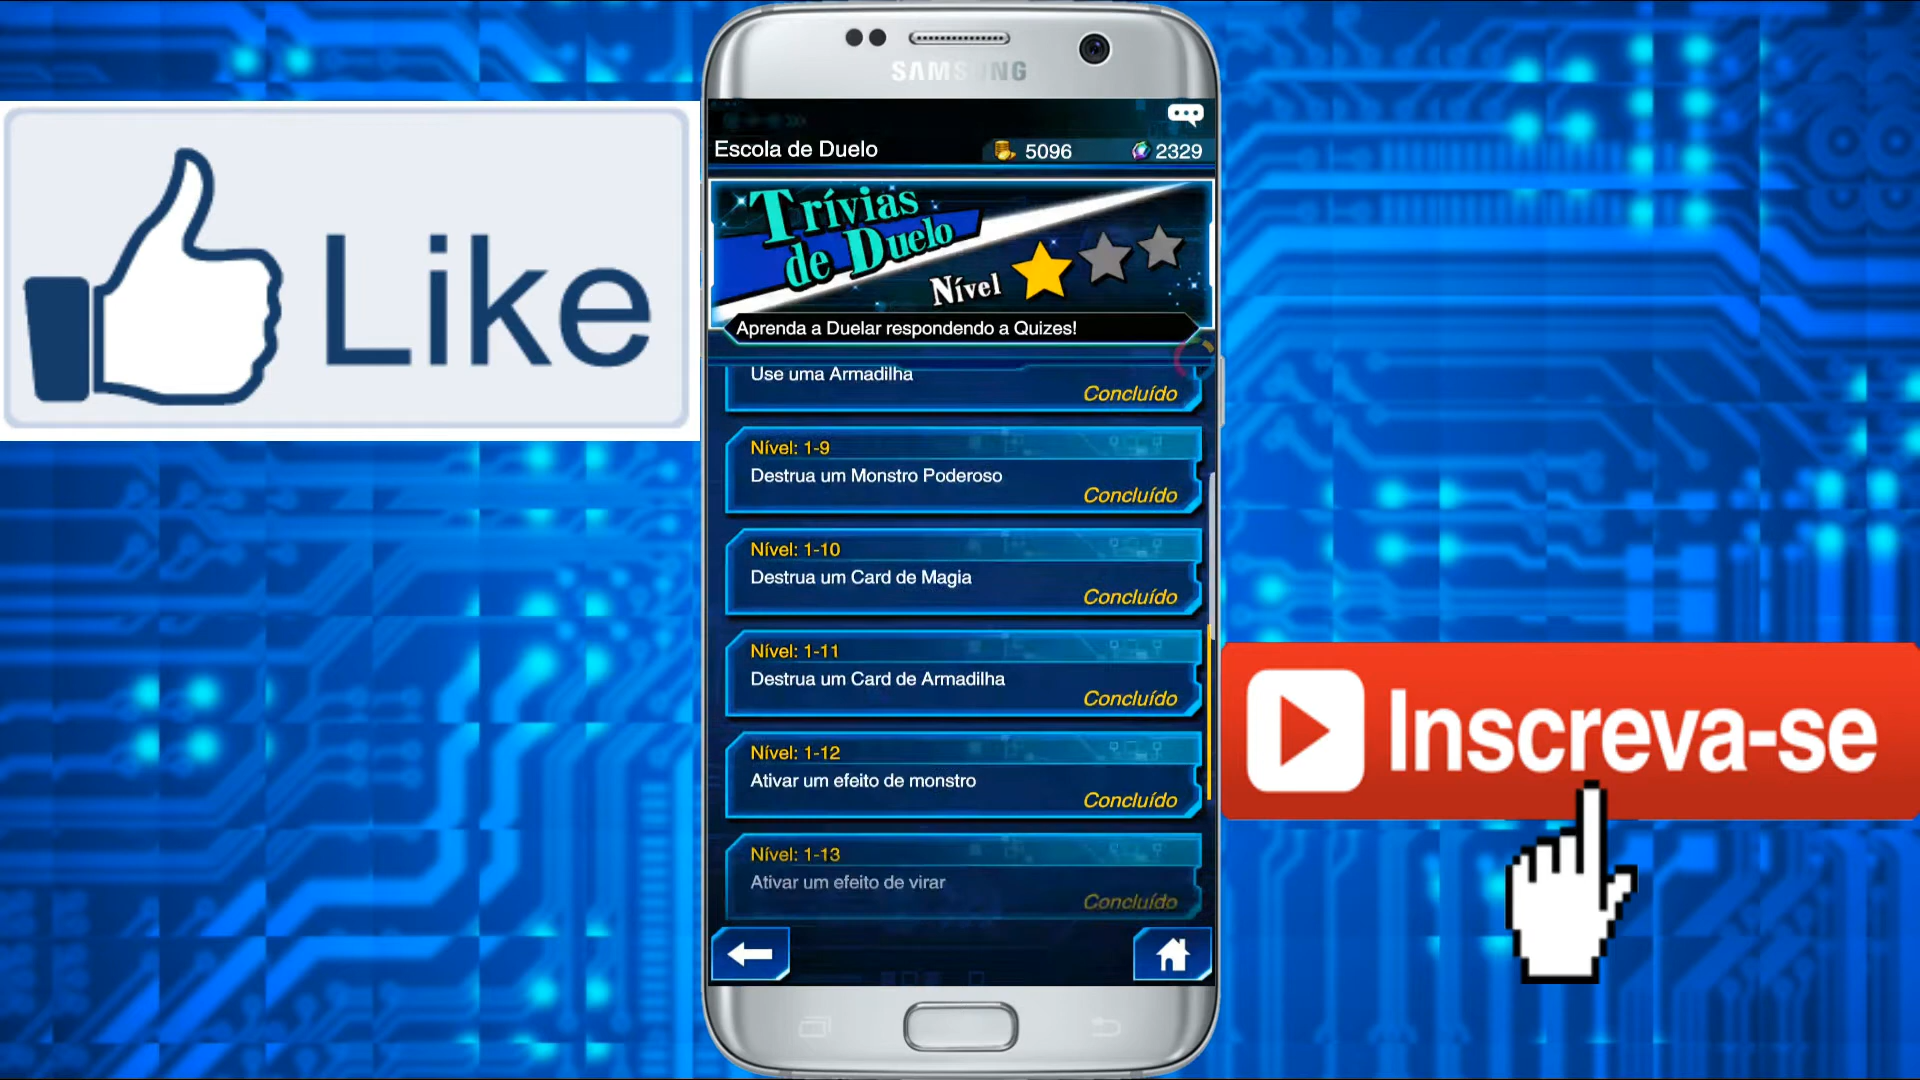 SAMSUNG
Escola de Duelo
5096
2329
Like
Trívias
de Duelo
Nível
Aprenda a Duelar respondendo a Quizes!
Use uma Armadilha
Concluído
Nível: 1-9
Destrua um Monstro Poderoso
Concluído
Nível: 1-10
Destrua um Card de Magia
Concluído
Nível: 1-11
Destrua um Card de Armadilha
Concluído
Inscreva-se
Nível: 1-12
Ativar um efeito de monstro
Concluído
Nível: 1-13
Ativar um efeito de virar
Concluído